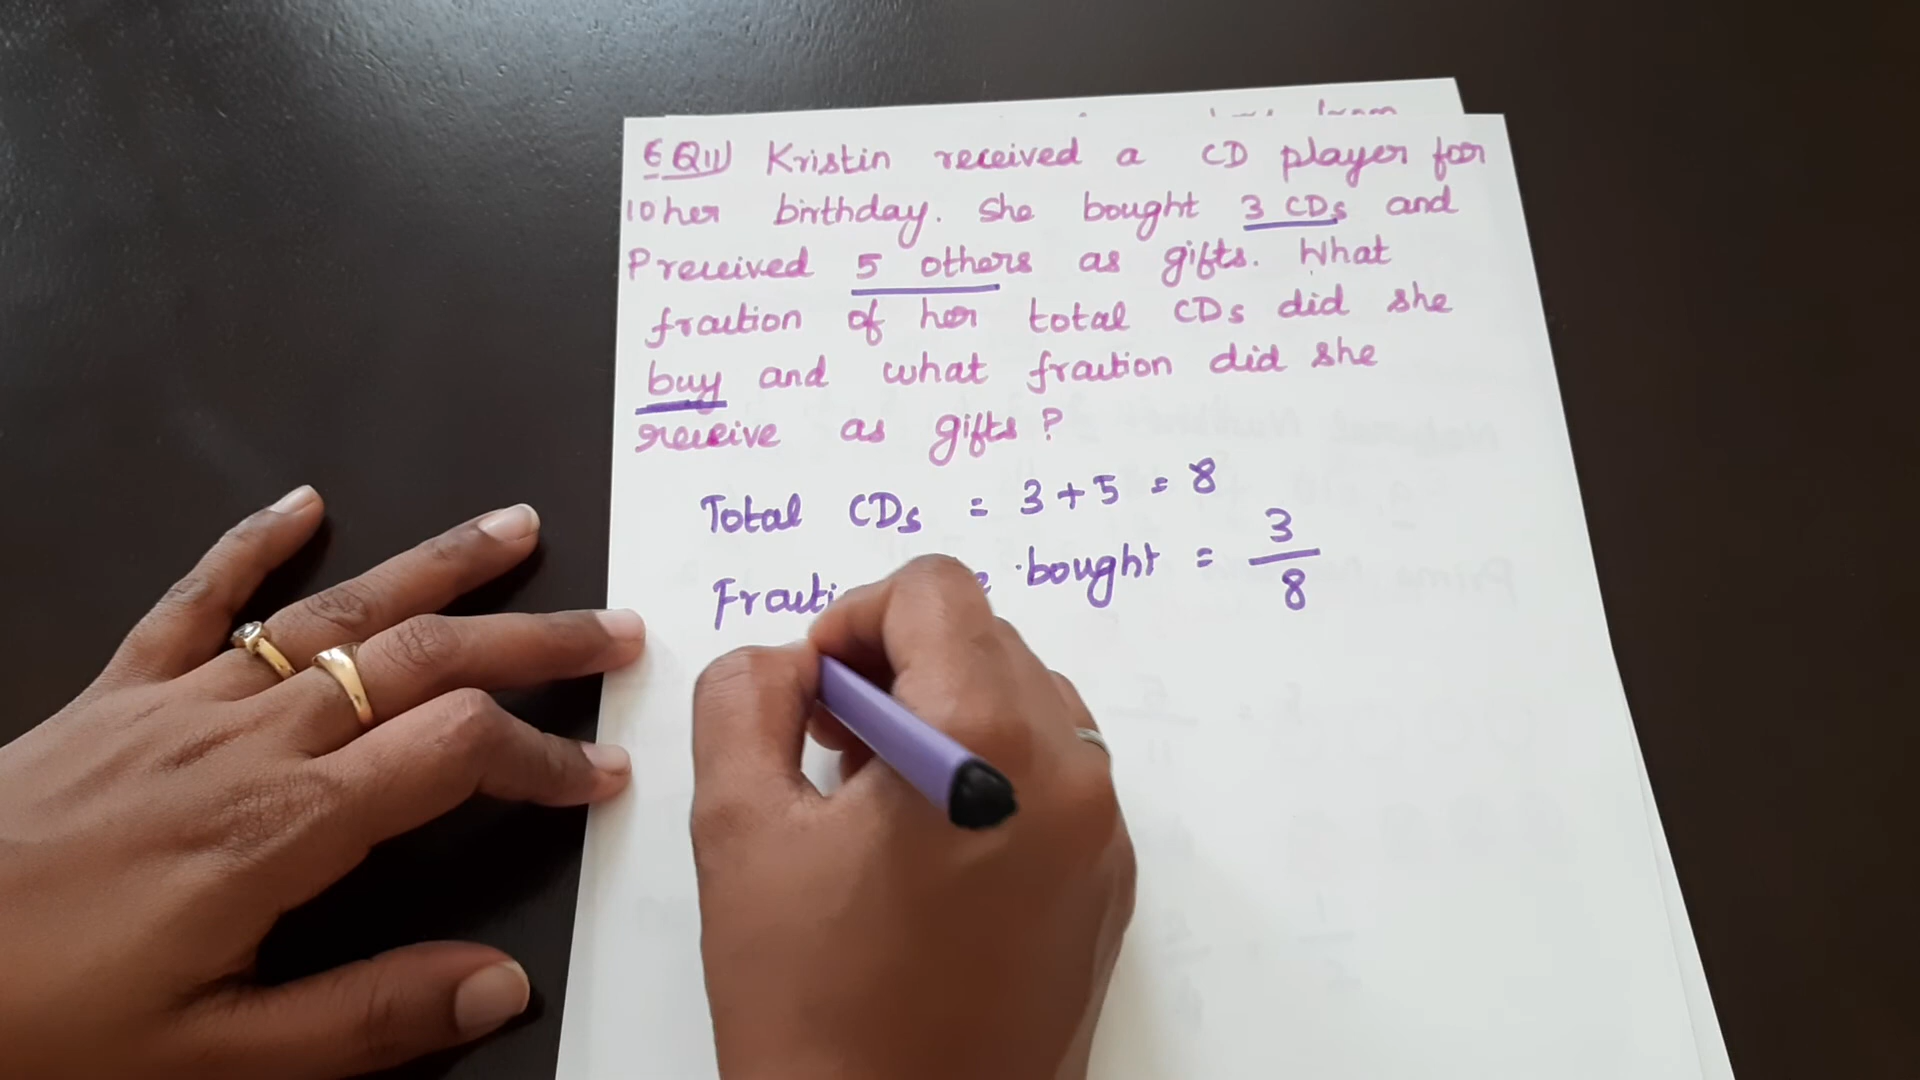 6 Q11) Kristin received a CD player for
10 her birthday. She bought 3 CDs and
P received 5 others as gifts. What
fraction of her total CDs did she
buy and what fraction did she
receive as gifts?
Total CDs = 3 + 5 = 8
bought = 3/8